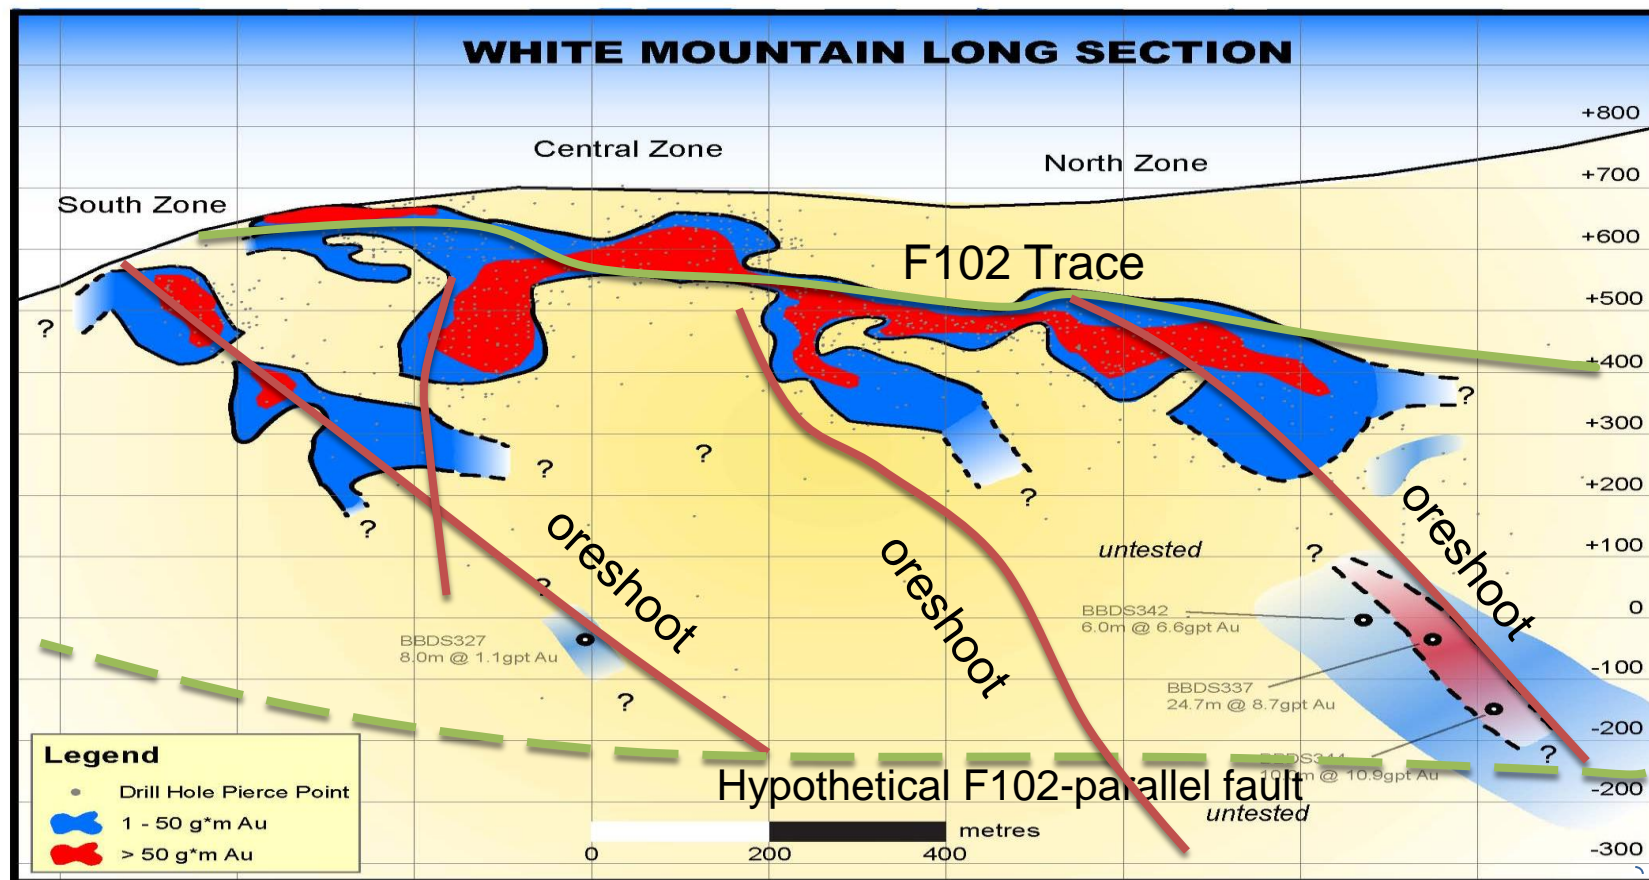 WHITE MOUNTAIN LONG SECTION
+800
Central Zone
North Zone
+700
South Zone
+600
F102 Trace
+500
?
+400
?
+300
?
?
+200
?
?
oreshoot
oreshoot
oreshoot
untested
?
+100
?
0
BBDS342
6.0m @ 6.6gpt Au
BBDS327
8.0m @ 1.1gpt Au
-100
BBDS337
24.7m @ 8.7gpt Au
?
-200
?
Hypothetical F102-parallel fault
m @ 10.9gpt Au
-200
untested
Legend
Drill Hole Pierce Point
1 - 50 g*m Au
> 50 g*m Au
metres
0
200
400
-300